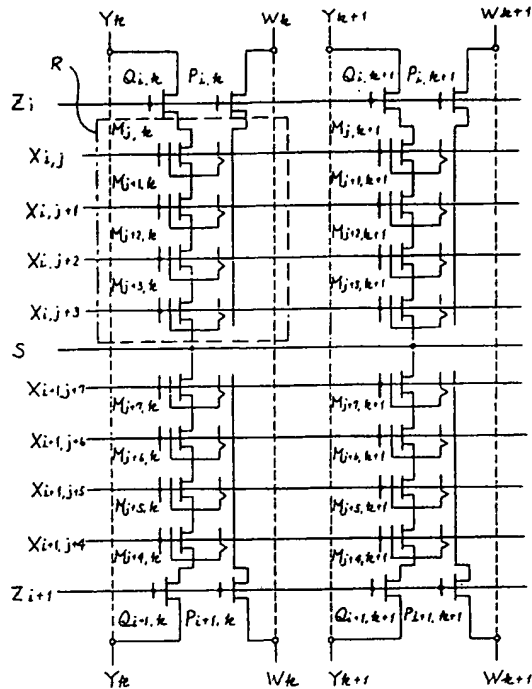 Yk Wk Yk+1 Wk+1
R Qi,k Pi,k Qi,k+1 Pi,k+1
Zi
Mj,k Mj,k+1
Xi,j
Mj+1,k Mj+1,k+1
Xi,j+1
Mj+2,k Mj+2,k+1
Xi,j+2
Mj+3,k Mj+3,k+1
Xi,j+3
S
Xi+1,j+7
Mj+7,k Mj+7,k+1
Xi+1,j+6
Mj+6,k Mj+6,k+1
Xi+1,j+5
Mj+5,k Mj+5,k+1
Xi+1,j+4
Mj+4,k Mj+4,k+1
Zi+1
Qi+1,k Pi+1,k Qi+1,k+1 Pi+1,k+1
Yk Wk Yk+1 Wk+1